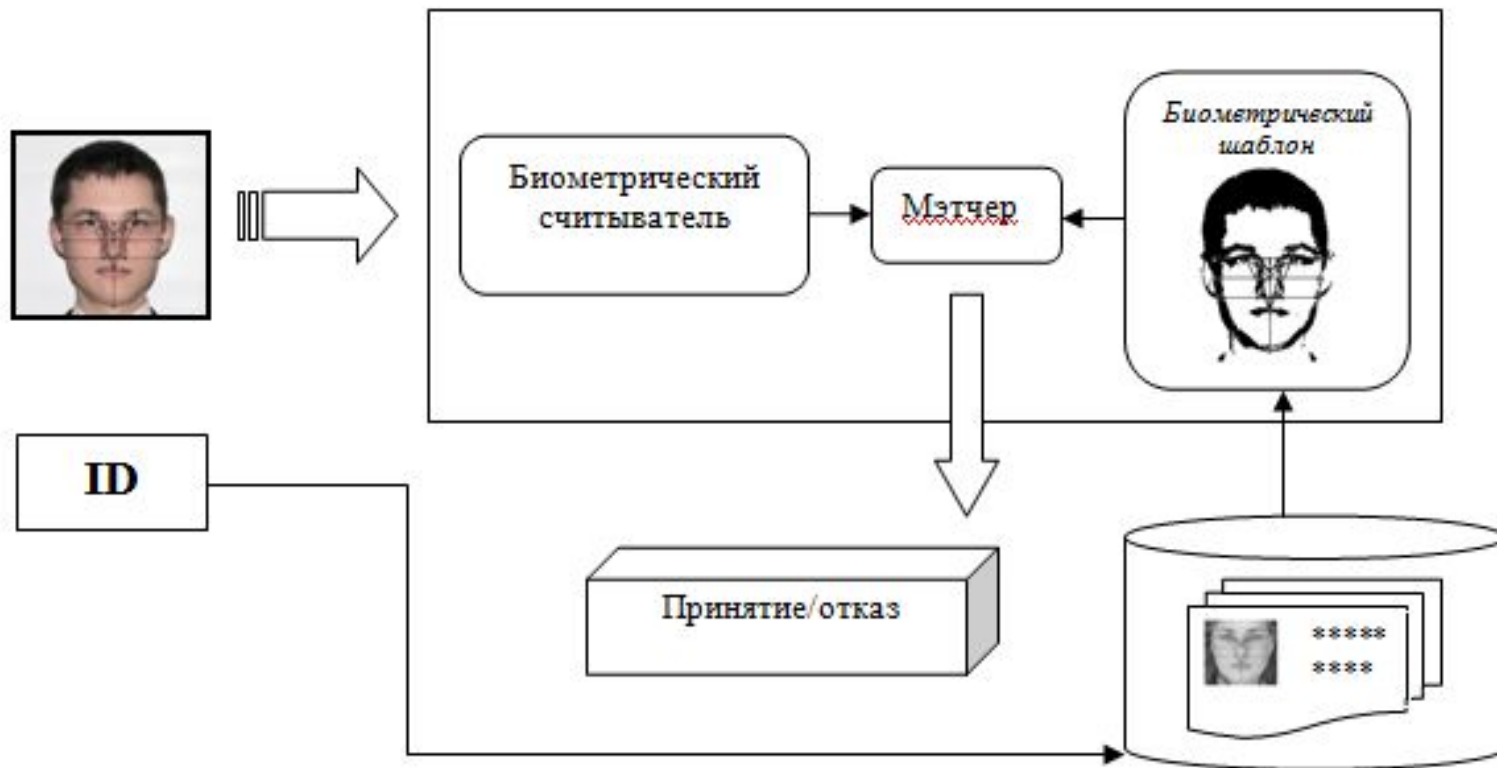 Биометрический
шаблон
Биометрический
считыватель
Мэтчер
ID
Принятие/отказ
*****
****